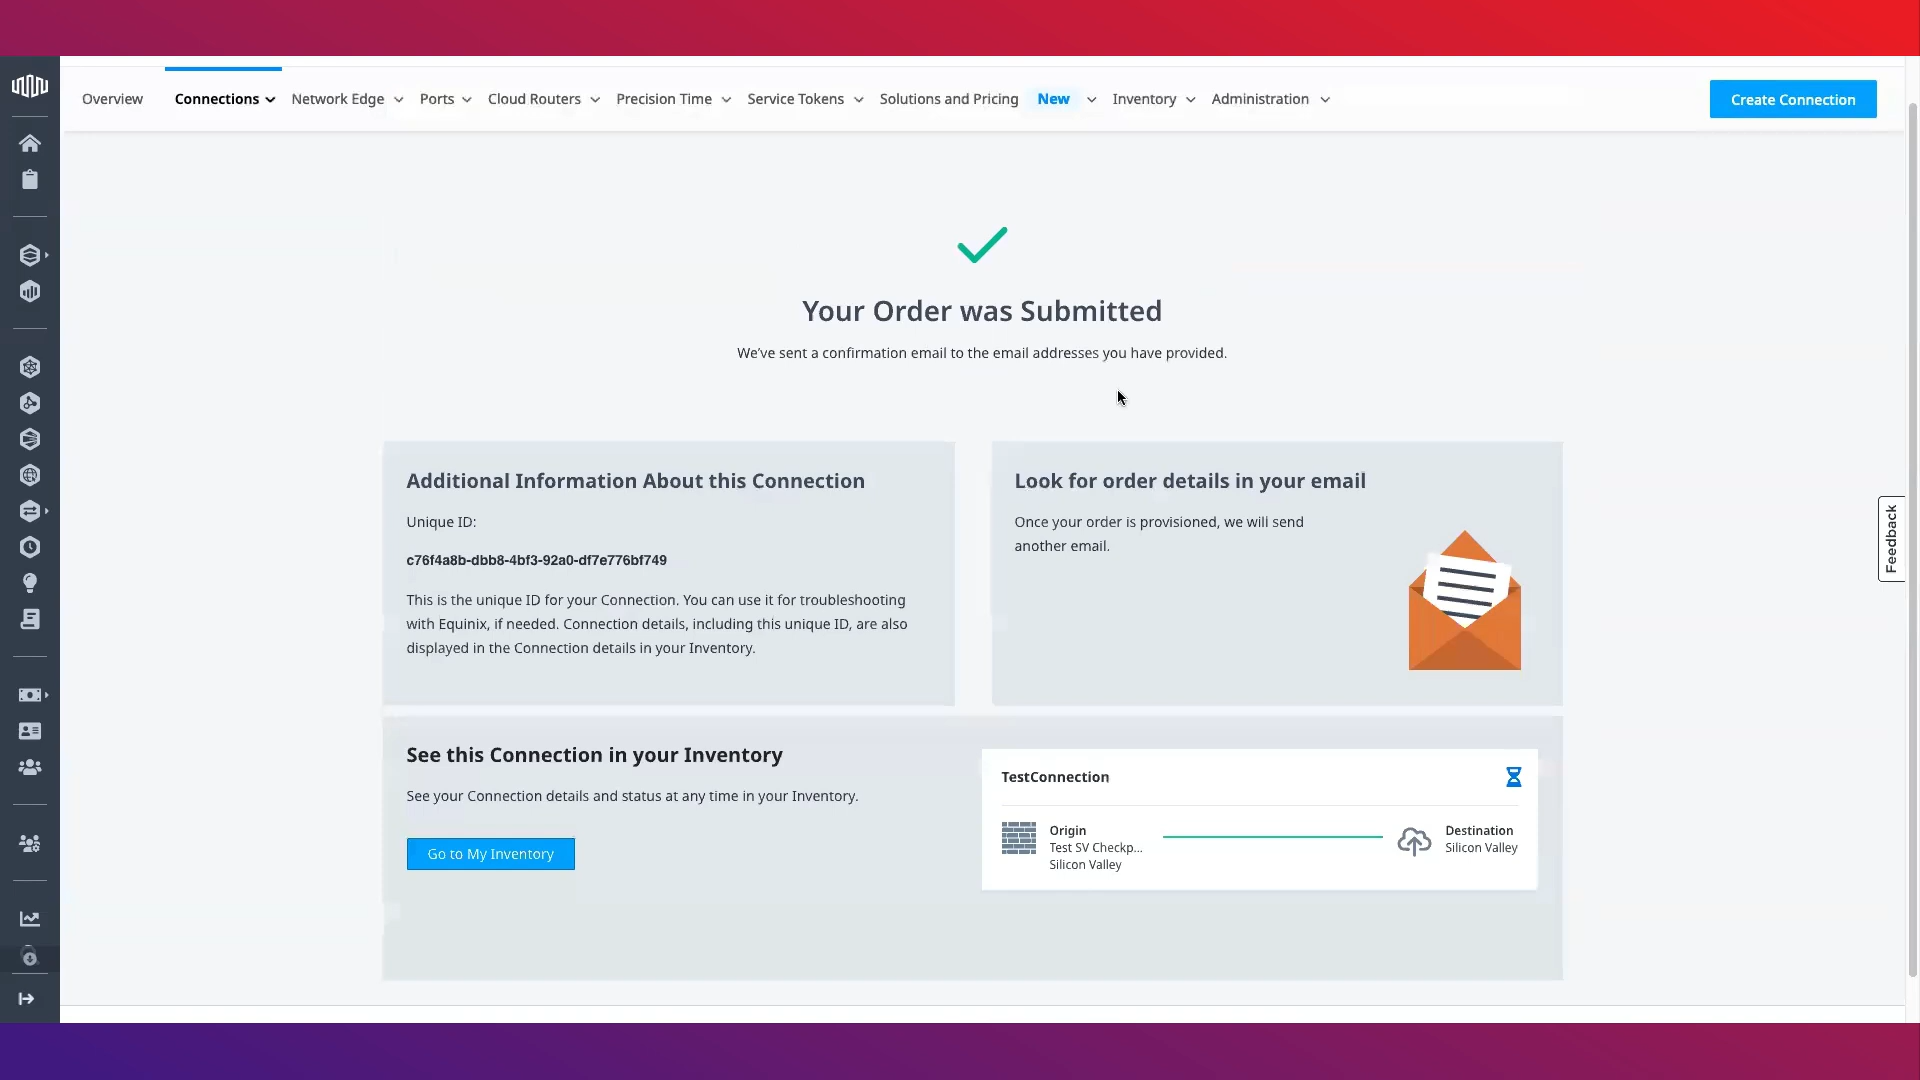 Overview
Connections
Network Edge
Ports
Cloud Routers
Precision Time
Service Tokens
Solutions and Pricing
New
Inventory
Administration
Create Connection
Your Order was Submitted
We've sent a confirmation email to the email addresses you have provided.
Additional Information About this Connection
Unique ID:
c76f4a8b-dbb8-4bf3-92a0-df7e776bf749
This is the unique ID for your Connection. You can use it for troubleshooting
with Equinix, if needed. Connection details, including this unique ID, are also
displayed in the Connection details in your Inventory.
Look for order details in your email
Once your order is provisioned, we will send
another email.
Feedback
See this Connection in your Inventory
See your Connection details and status at any time in your Inventory.
Go to My Inventory
TestConnection
Origin
Test SV Checkp...
Silicon Valley
Destination
Silicon Valley